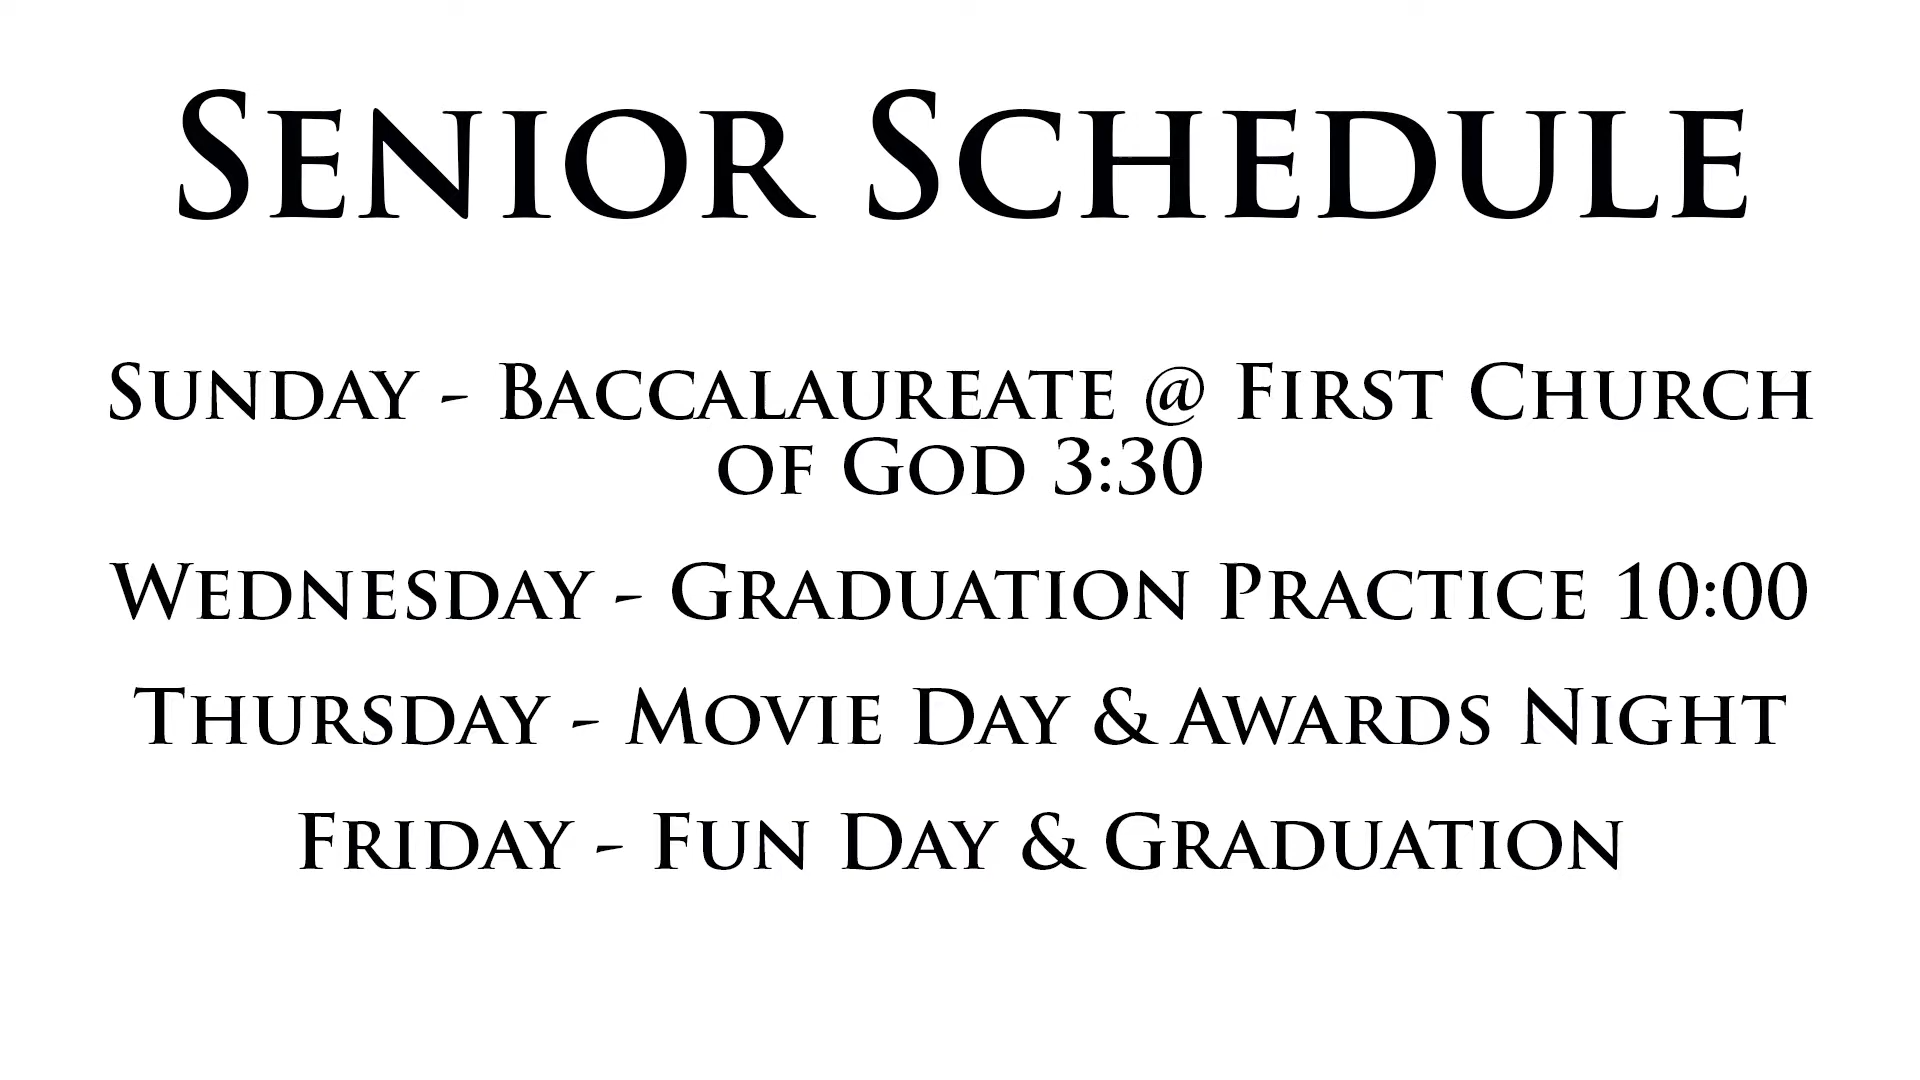 Senior Schedule
Sunday - Baccalaureate @ First Church
of God 3:30
Wednesday - Graduation Practice 10:00
Thursday - Movie Day & Awards Night
Friday - Fun Day & Graduation